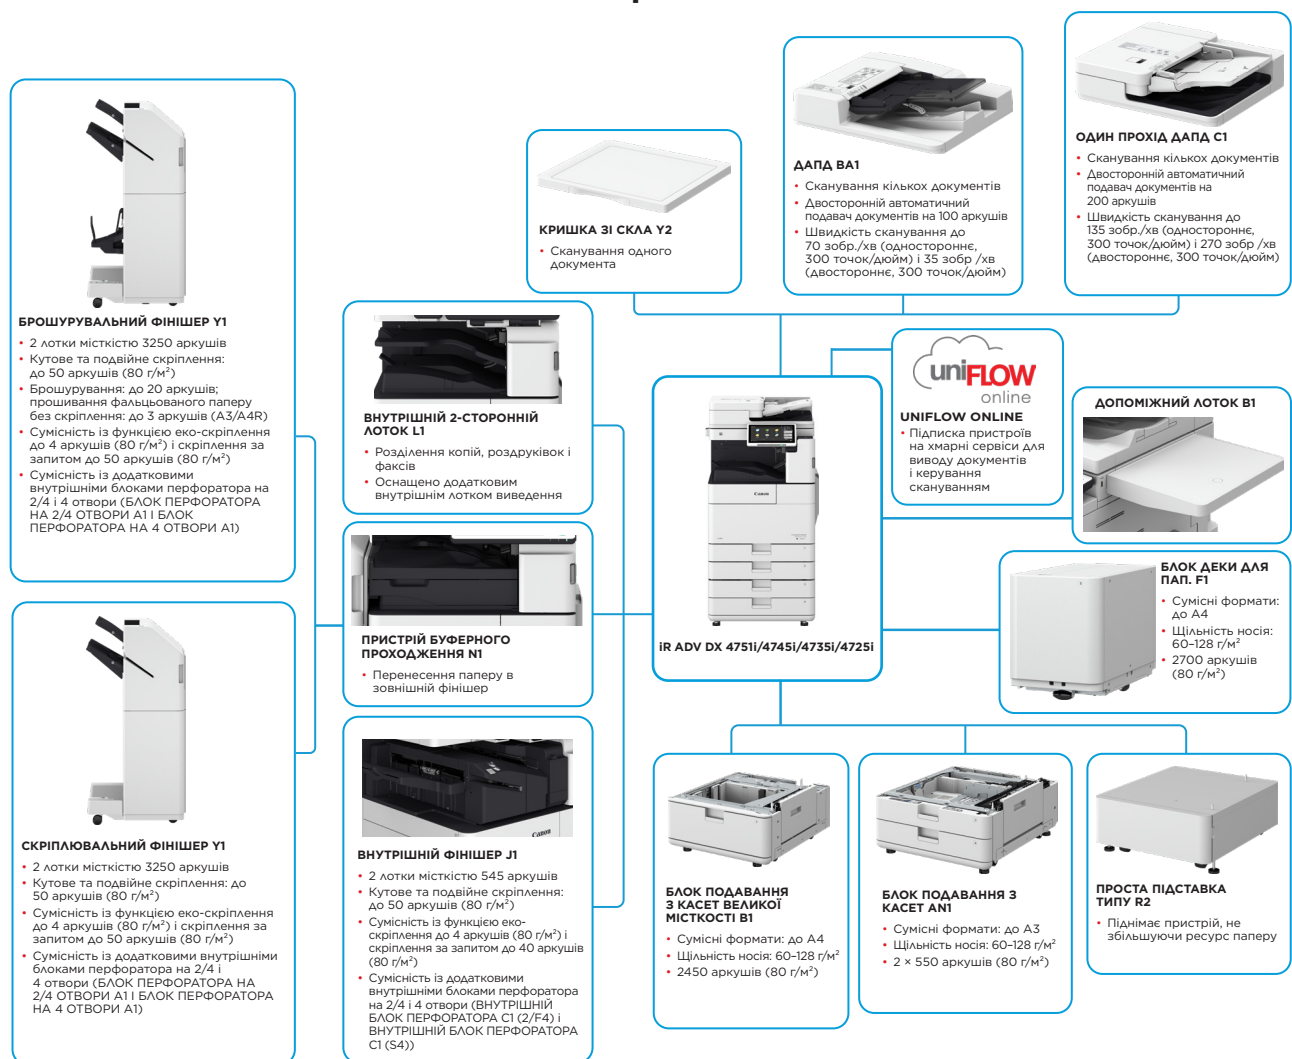 БРОШУРУВАЛЬНИЙ ФІНІШЕР Y1
• 2 лотки місткістю 3250 аркушів
• Кутове та подвійне скріплення:
до 50 аркушів (80 г/м²)
• Брошурування: до 20 аркушів;
прошивання фальцьованого паперу
без скріплення: до 3 аркушів (A3/A4R)
• Сумісність із функцією еко-скріплення
до 4 аркушів (80 г/м²) і скріплення за
запитом до 50 аркушів (80 г/м²)
• Сумісність із додатковими
внутрішніми блоками перфоратора на
2/4 і 4 отвори (БЛОК ПЕРФОРАТОРА
НА 2/4 ОТВОРИ A1 І БЛОК
ПЕРФОРАТОРА НА 4 ОТВОРИ A1)
СКРІПЛЮВАЛЬНИЙ ФІНІШЕР Y1
• 2 лотки місткістю 3250 аркушів
• Кутове та подвійне скріплення: до
50 аркушів (80 г/м²)
• Сумісність із функцією еко-скріплення
до 4 аркушів (80 г/м²) і скріплення за
запитом до 50 аркушів (80 г/м²)
• Сумісність із додатковими внутрішніми
блоками перфоратора на 2/4 і
4 отвори (БЛОК ПЕРФОРАТОРА НА
2/4 ОТВОРИ A1 І БЛОК ПЕРФОРАТОРА
НА 4 ОТВОРИ A1)
ВНУТРІШНІЙ 2-СТОРОННІЙ
ЛОТОК L1
• Розділення копій, роздруківок і
факсів
• Оснащено додатковим
внутрішнім лотком виведення
ПРИСТРІЙ БУФЕРНОГО
ПРОХОДЖЕННЯ N1
• Перенесення паперу в
зовнішній фінішер
Canon
ВНУТРІШНІЙ ФІНІШЕР J1
• 2 лотки місткістю 545 аркушів
• Кутове та подвійне скріплення:
до 50 аркушів (80 г/м²)
• Сумісність із функцією еко-
скріплення до 4 аркушів (80 г/м²) і
скріплення за запитом до 40 аркушів
(80 г/м²)
• Сумісність із додатковими
внутрішніми блоками перфоратора
на 2/4 і 4 отвори (ВНУТРІШНІЙ
БЛОК ПЕРФОРАТОРА C1 (2/F4) і
ВНУТРІШНІЙ БЛОК ПЕРФОРАТОРА
C1 (S4))
КРИШКА ЗІ СКЛА Y2
• Сканування одного
документа
ДАПД BA1
• Сканування кількох документів
• Двосторонній автоматичний
подавач документів на 100 аркушів
• Швидкість сканування до
70 зобр./хв (одностороннє,
300 точок/дюйм) і 35 зобр /хв
(двостороннє, 300 точок/дюйм)
ОДИН ПРОХІД ДАПД C1
• Сканування кількох документів
• Двосторонній автоматичний
подавач документів на
200 аркушів
• Швидкість сканування до
135 зобр./хв (одностороннє,
300 точок/дюйм) і 270 зобр /хв
(двостороннє, 300 точок/дюйм)
Canon
iR ADV DX 4751i/4745i/4735i/4725i
uniFLOW
online
UNIFLOW ONLINE
• Підписка пристроїв
на хмарні сервіси для
виводу документів
і керування
скануванням
ДОПОМІЖНИЙ ЛОТОК B1
БЛОК ДЕКИ ДЛЯ
ПАП. F1
• Сумісні формати:
до A4
• Щільність носія:
60–128 г/м²
• 2700 аркушів
(80 г/м²)
БЛОК ПОДАВАННЯ
З КАСЕТ ВЕЛИКОЇ
МІСТКОСТІ B1
• Сумісні формати: до A4
• Щільність носія: 60–128 г/м²
• 2450 аркушів (80 г/м²)
БЛОК ПОДАВАННЯ З
КАСЕТ AN1
• Сумісні формати: до A3
• Щільність носія: 60–128 г/м²
• 2 × 550 аркушів (80 г/м²)
ПРОСТА ПІДСТАВКА
ТИПУ R2
• Піднімає пристрій, не
збільшуючи ресурс паперу